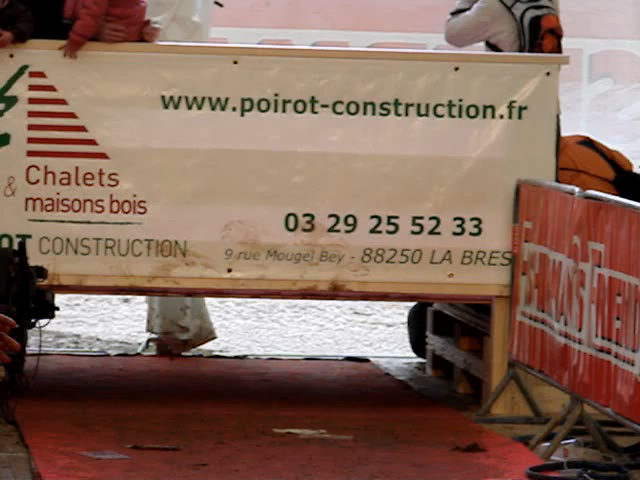 www.poirot-construction.fr
& Chalets
maisons bois
03 29 25 52 33
OT CONSTRUCTION
9 rue Mougel Bey - 88250 LA BRES